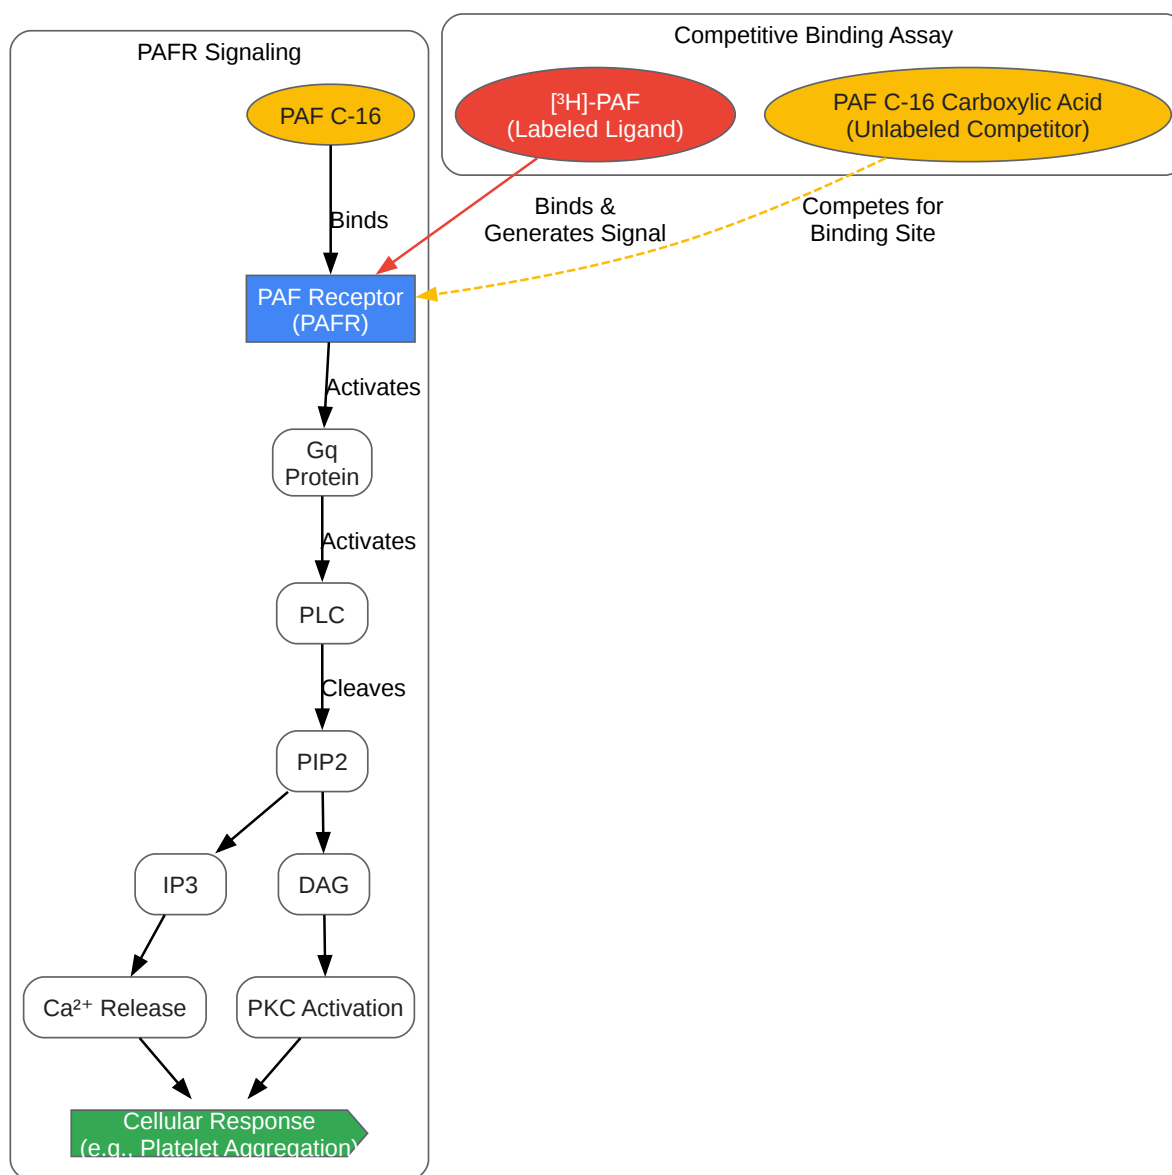 PAFR Signaling
Competitive Binding Assay
PAF C-16
[³H]-PAF
(Labeled Ligand)
PAF C-16 Carboxylic Acid
(Unlabeled Competitor)
Binds
Binds &
Generates Signal
Competes for
Binding Site
PAF Receptor
(PAFR)
Activates
Gq
Protein
Activates
PLC
Cleaves
PIP2
IP3
DAG
Ca²⁺ Release
PKC Activation
Cellular Response
(e.g., Platelet Aggregation)